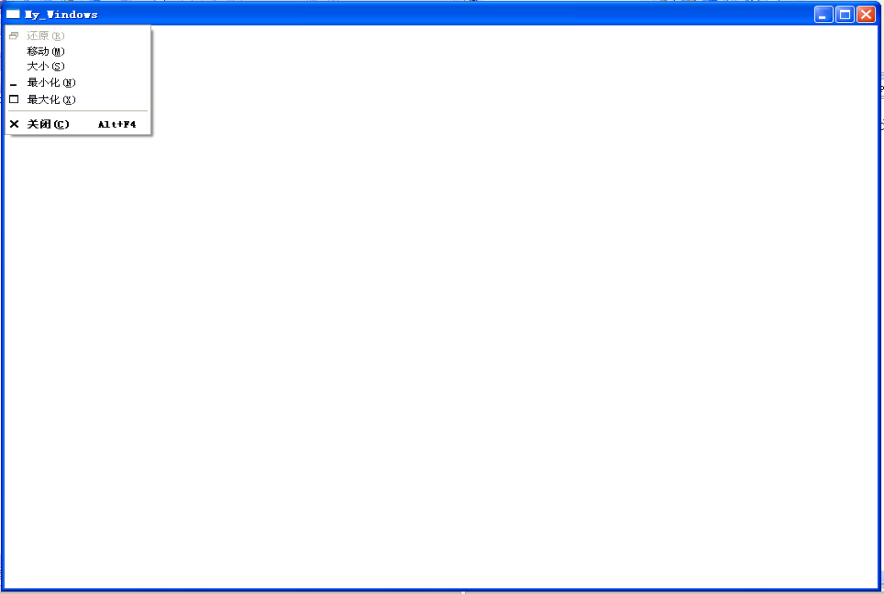 My_Windows
还原(R)
移动(M)
大小(S)
最小化(N)
最大化(X)
关闭(C) Alt+F4